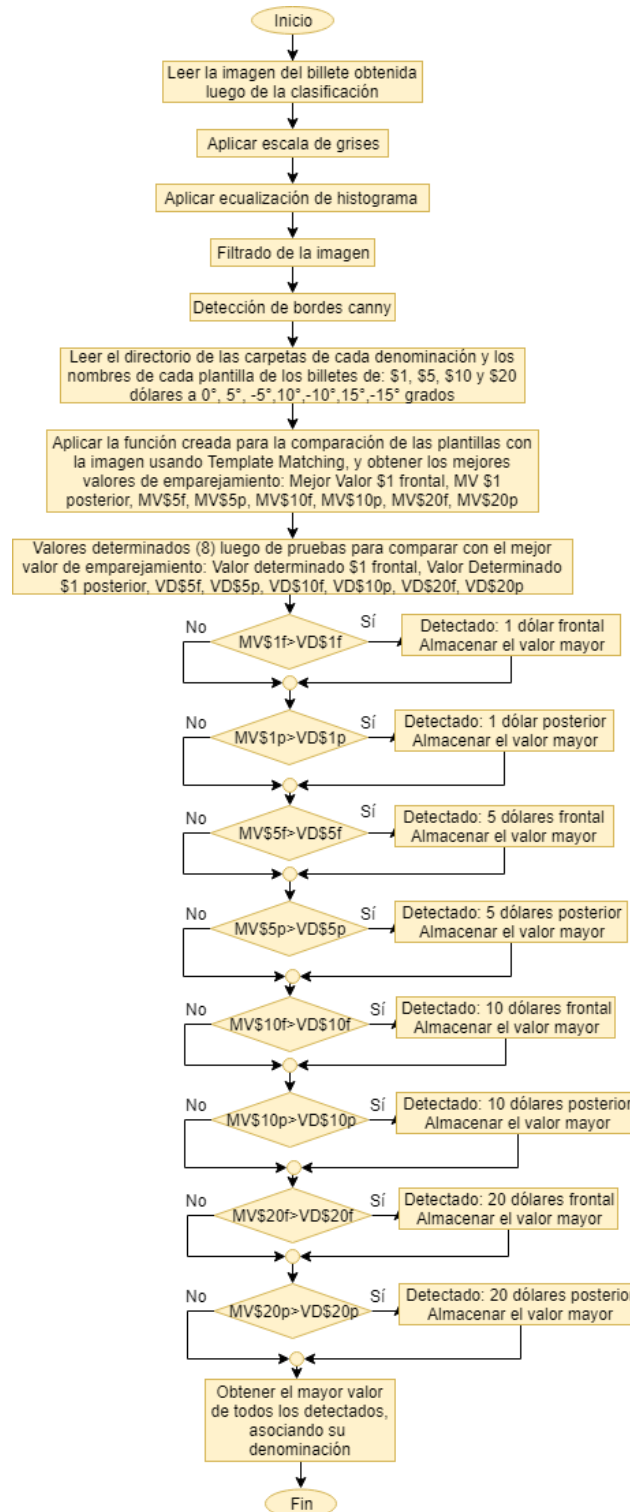 Inicio
Leer la imagen del billete obtenida
luego de la clasificación
Aplicar escala de grises
Aplicar ecualización de histograma
Filtrado de la imagen
Detección de bordes canny
Leer el directorio de las carpetas de cada denominación y los
nombres de cada plantilla de los billetes de: $1, $5, $10 y $20
dólares a 0°, 5°, -5°,10°,-10°,15°,-15° grados
Aplicar la función creada para la comparación de las plantillas con
la imagen usando Template Matching, y obtener los mejores
valores de emparejamiento: Mejor Valor $1 frontal, MV $1
posterior, MV$5f, MV$5p, MV$10f, MV$10p, MV$20f, MV$20p
Valores determinados (8) luego de pruebas para comparar con el mejor
valor de emparejamiento: Valor determinado $1 frontal, Valor Determinado
$1 posterior, VD$5f, VD$5p, VD$10f, VD$10p, VD$20f, VD$20p
No
MV$1f>VD$1f
Sí
Detectado: 1 dólar frontal
Almacenar el valor mayor
No
MV$1p>VD$1p
Sí
Detectado: 1 dólar posterior
Almacenar el valor mayor
No
MV$5f>VD$5f
Sí
Detectado: 5 dólares frontal
Almacenar el valor mayor
No
MV$5p>VD$5p
Sí
Detectado: 5 dólares posterior
Almacenar el valor mayor
No
MV$10f>VD$10f
Sí
Detectado: 10 dólares frontal
Almacenar el valor mayor
No
MV$10p>VD$10p
Sí
Detectado: 10 dólares posterior
Almacenar el valor mayor
No
MV$20f>VD$20f
Sí
Detectado: 20 dólares frontal
Almacenar el valor mayor
No
MV$20p>VD$20p
Sí
Detectado: 20 dólares posterior
Almacenar el valor mayor
Obtener el mayor valor
de todos los detectados,
asociando su
denominación
Fin